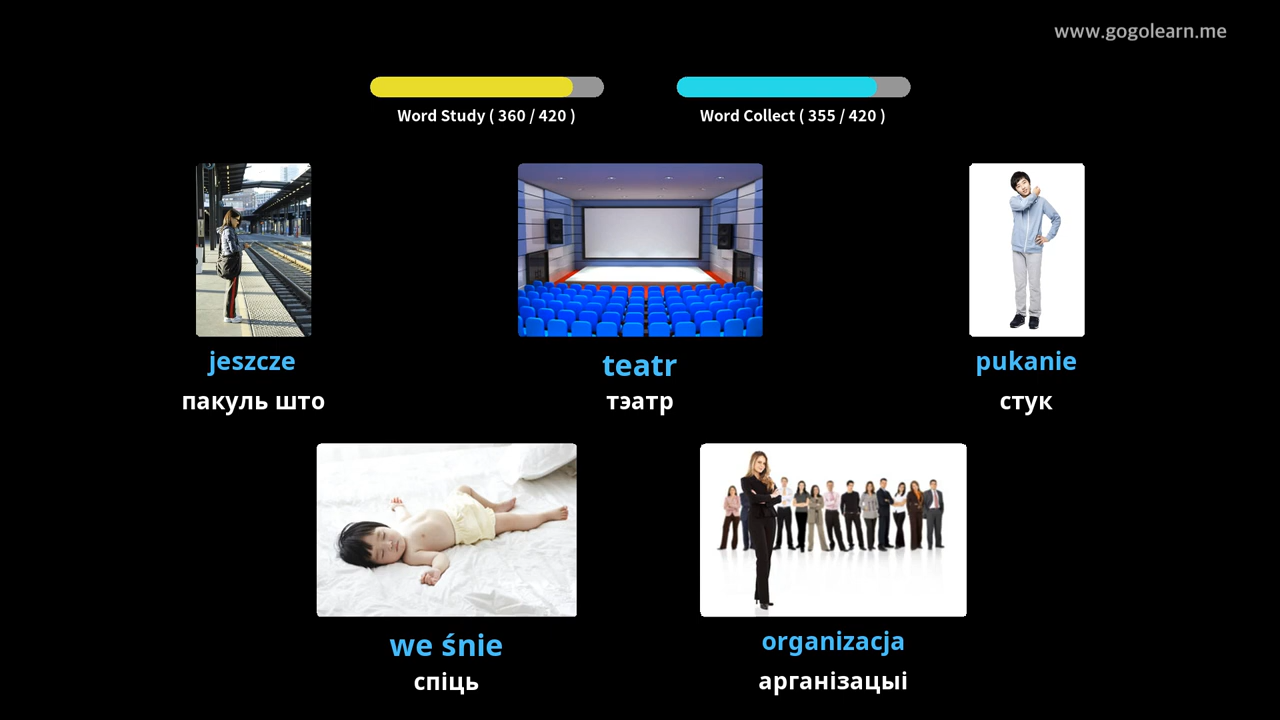 www.gogolearn.me
Word Study ( 360 / 420 )
Word Collect ( 355 / 420 )
jeszcze
пакуль што
teatr
тэатр
pukanie
стук
we śnie
спіць
organizacja
арганізацыі